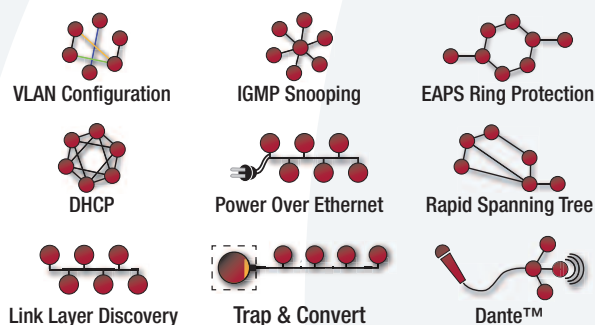 VLAN Configuration
IGMP Snooping
EAPS Ring Protection
DHCP
Power Over Ethernet
Rapid Spanning Tree
Link Layer Discovery
Trap & Convert
Dante™